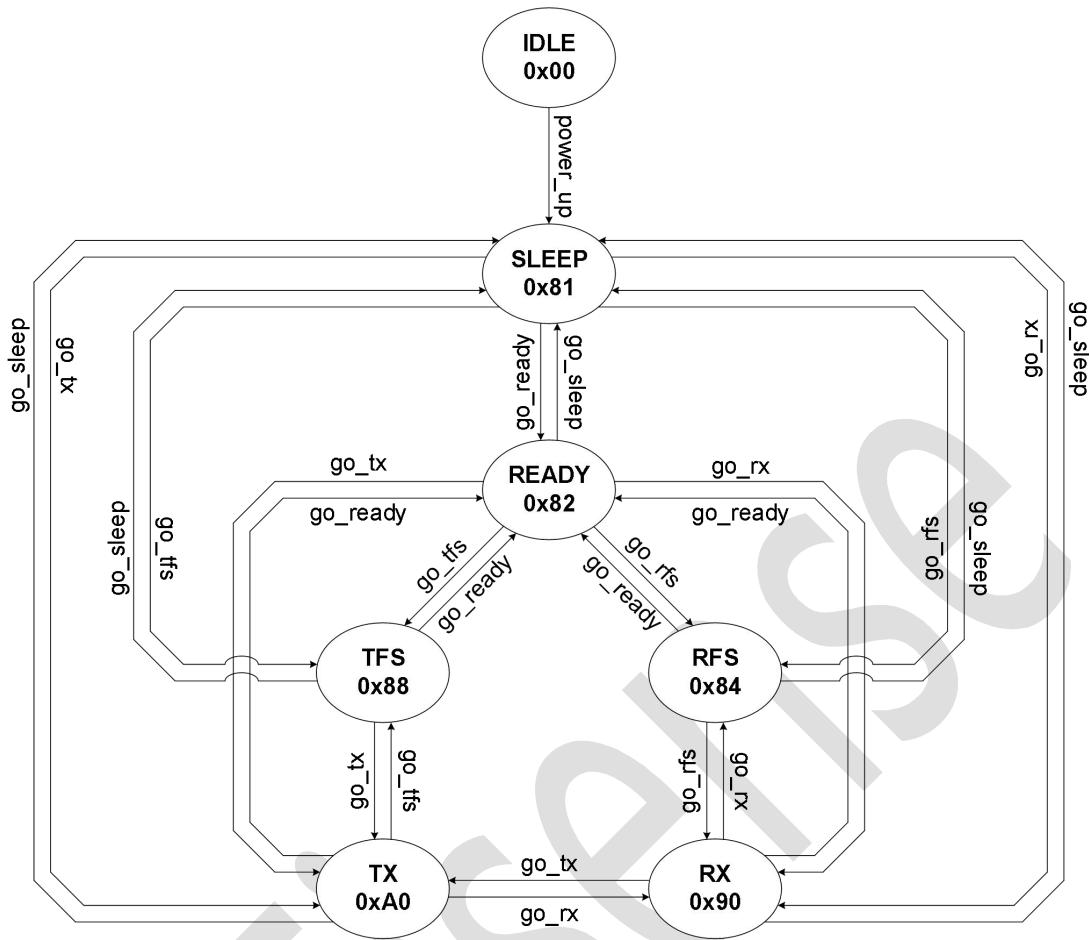 IDLE
0x00
power_up
SLEEP
0x81
go_sleep
go_tx
go_rx
go_sleep
go_ready
go_sleep
go_sleep
go_tfs
go_rfs
go_sleep
READY
0x82
go_tx
go_ready
go_rx
go_ready
go_tfs
go_ready
go_rfs
go_ready
TFS
0x88
RFS
0x84
go_tx
go_tfs
go_rfs
go_rx
TX
0xA0
RX
0x90
go_tx
go_rx